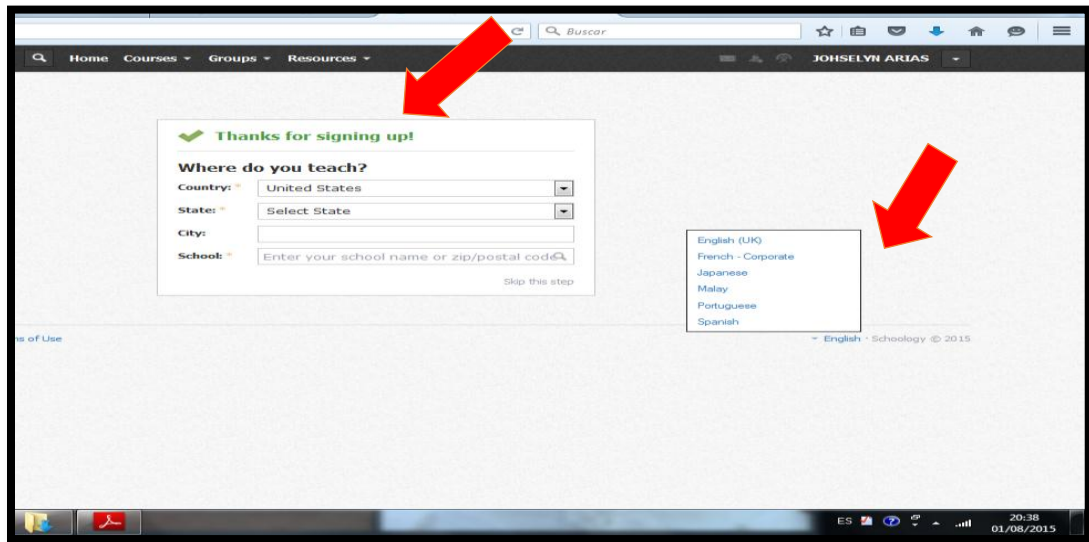 Buscar
Home Courses Groups Resources JOHSELYN ARIAS
Thanks for signing up!
Where do you teach?
Country: * United States
State: * Select State
City:
School: * Enter your school name or zip/postal code
Skip this step
English (UK)
French - Corporate
Japanese
Malay
Portuguese
Spanish
of Use English · Schoology © 2015
ES 20:38
01/08/2015